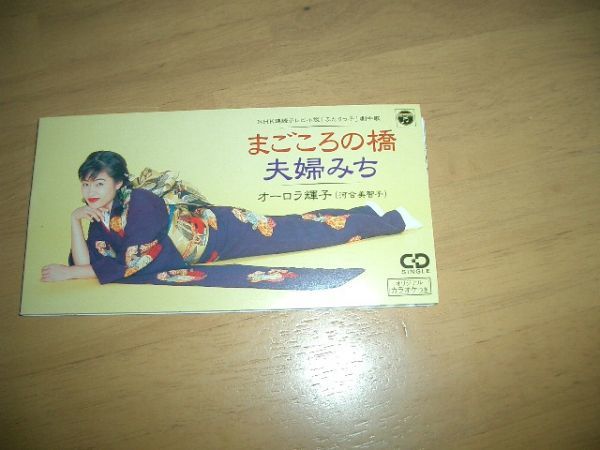 NHK連続テレビ小説「ふたりっ子」劇中歌
まごころの橋
夫婦みち
オーロラ輝子(河合美智子)
CD
SINGLE
オリジナル
カラオケつき